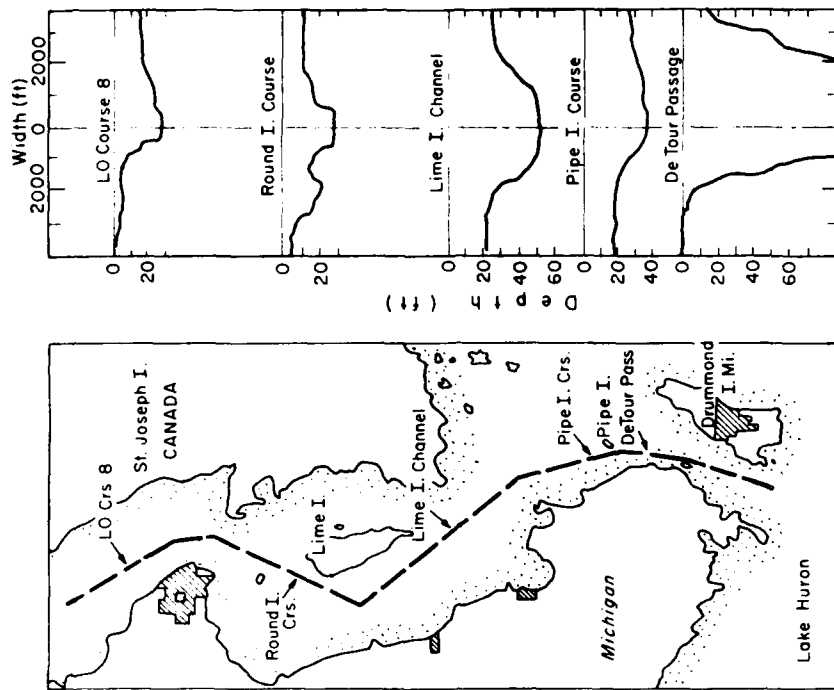 Width (ft)
2000 0 2000
LO Course 8
0
20
Round I. Course
0
20
Lime I. Channel
0
20
40
60
Pipe I. Course
0
20
40
De Tour Passage
0
20
40
60
80
Depth (ft)
LO Crs 8
St. Joseph I.
CANADA
Round I.
Crs.
Lime I.
Lime I. Channel
Pipe I. Crs.
Pipe I.
DeTour Pass
Drummond
I. Mi.
Michigan
Lake Huron